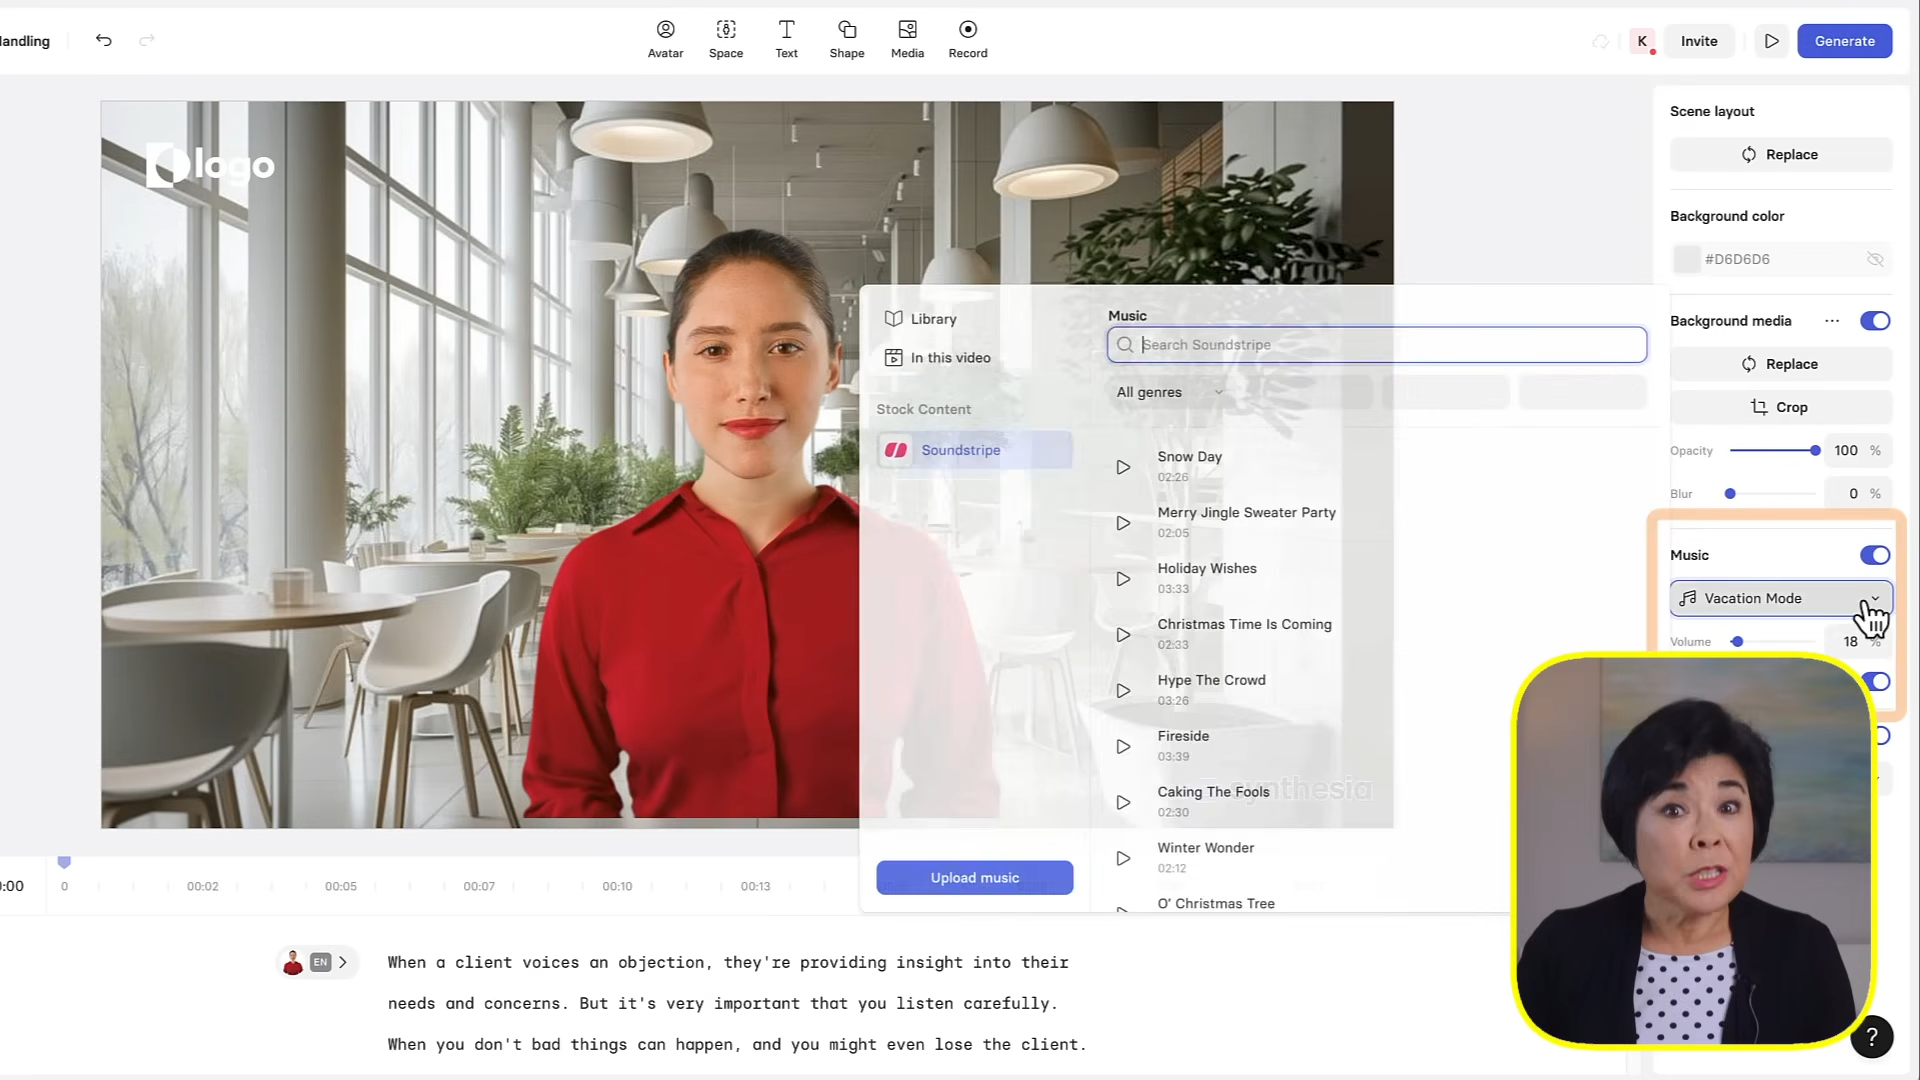 Handling
Avatar
Space
Text
Shape
Media
Record
K
Invite
Generate
logo
Scene layout
Replace
Background color
#D6D6D6
Background media
Replace
Crop
Opacity
100 %
Blur
0 %
Music
Vacation Mode
Volume
18 %
Library
In this video
Stock Content
Soundstripe
Upload music
Music
Search Soundstripe
All genres
Snow Day
02:26
Merry Jingle Sweater Party
02:05
Holiday Wishes
03:33
Christmas Time Is Coming
02:33
Hype The Crowd
03:26
Fireside
03:39
Caking The Fools
02:30
Winter Wonder
02:12
O' Christmas Tree
synthesia
0:00
0
00:02
00:05
00:07
00:10
00:13
EN
When a client voices an objection, they're providing insight into their
needs and concerns. But it's very important that you listen carefully.
When you don't bad things can happen, and you might even lose the client.
?